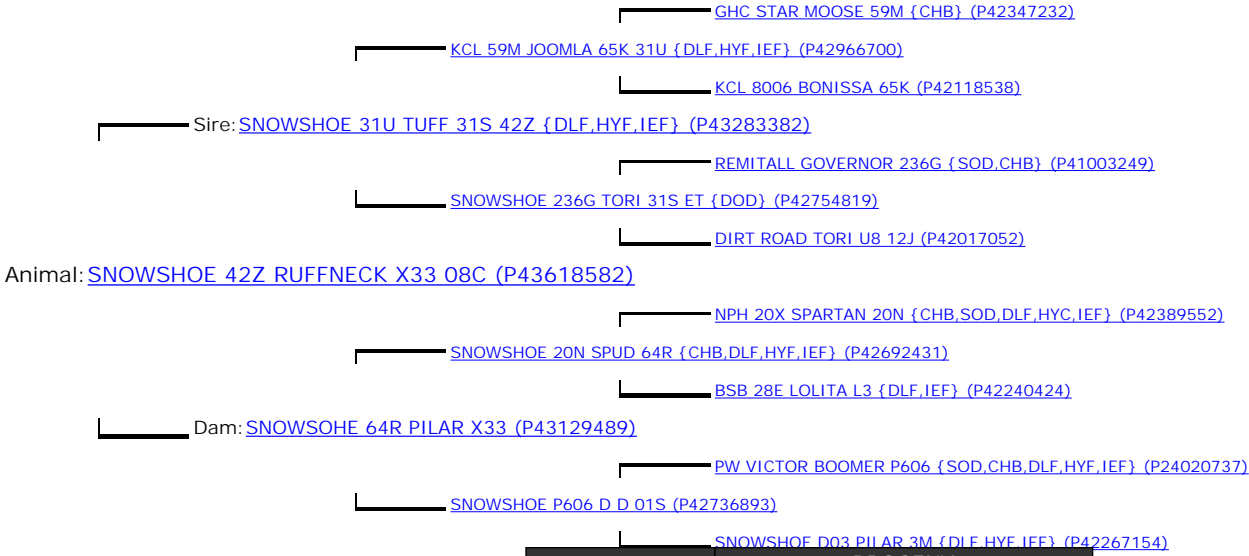 GHC STAR MOOSE 59M {CHB} (P42347232)
KCL 59M JOOMLA 65K 31U {DLF,HYF,IEF} (P42966700)
KCL 8006 BONISSA 65K (P42118538)
Sire: SNOWSHOE 31U TUFF 31S 42Z {DLF,HYF,IEF} (P43283382)
REMITALL GOVERNOR 236G {SOD,CHB} (P41003249)
SNOWSHOE 236G TORI 31S ET {DOD} (P42754819)
DIRT ROAD TORI U8 12J (P42017052)
Animal: SNOWSHOE 42Z RUFFNECK X33 08C (P43618582)
NPH 20X SPARTAN 20N {CHB,SOD,DLF,HYC,IEF} (P42389552)
SNOWSHOE 20N SPUD 64R {CHB,DLF,HYF,IEF} (P42692431)
BSB 28E LOLITA L3 {DLF,IEF} (P42240424)
Dam: SNOWSOHE 64R PILAR X33 (P43129489)
PW VICTOR BOOMER P606 {SOD,CHB,DLF,HYF,IEF} (P24020737)
SNOWSHOE P606 D D 01S (P42736893)
SNOWSHOE D03 PILAR 3M {DLF,HYF,IEF} (P42267154)